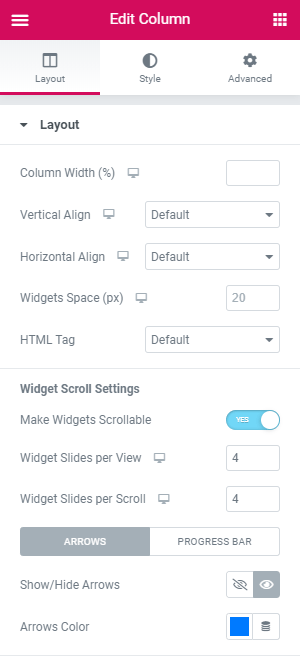 Edit Column
Layout Style Advanced
Layout
Column Width (%)
Vertical Align Default
Horizontal Align Default
Widgets Space (px) 20
HTML Tag Default
Widget Scroll Settings
Make Widgets Scrollable YES
Widget Slides per View 4
Widget Slides per Scroll 4
ARROWS PROGRESS BAR
Show/Hide Arrows
Arrows Color